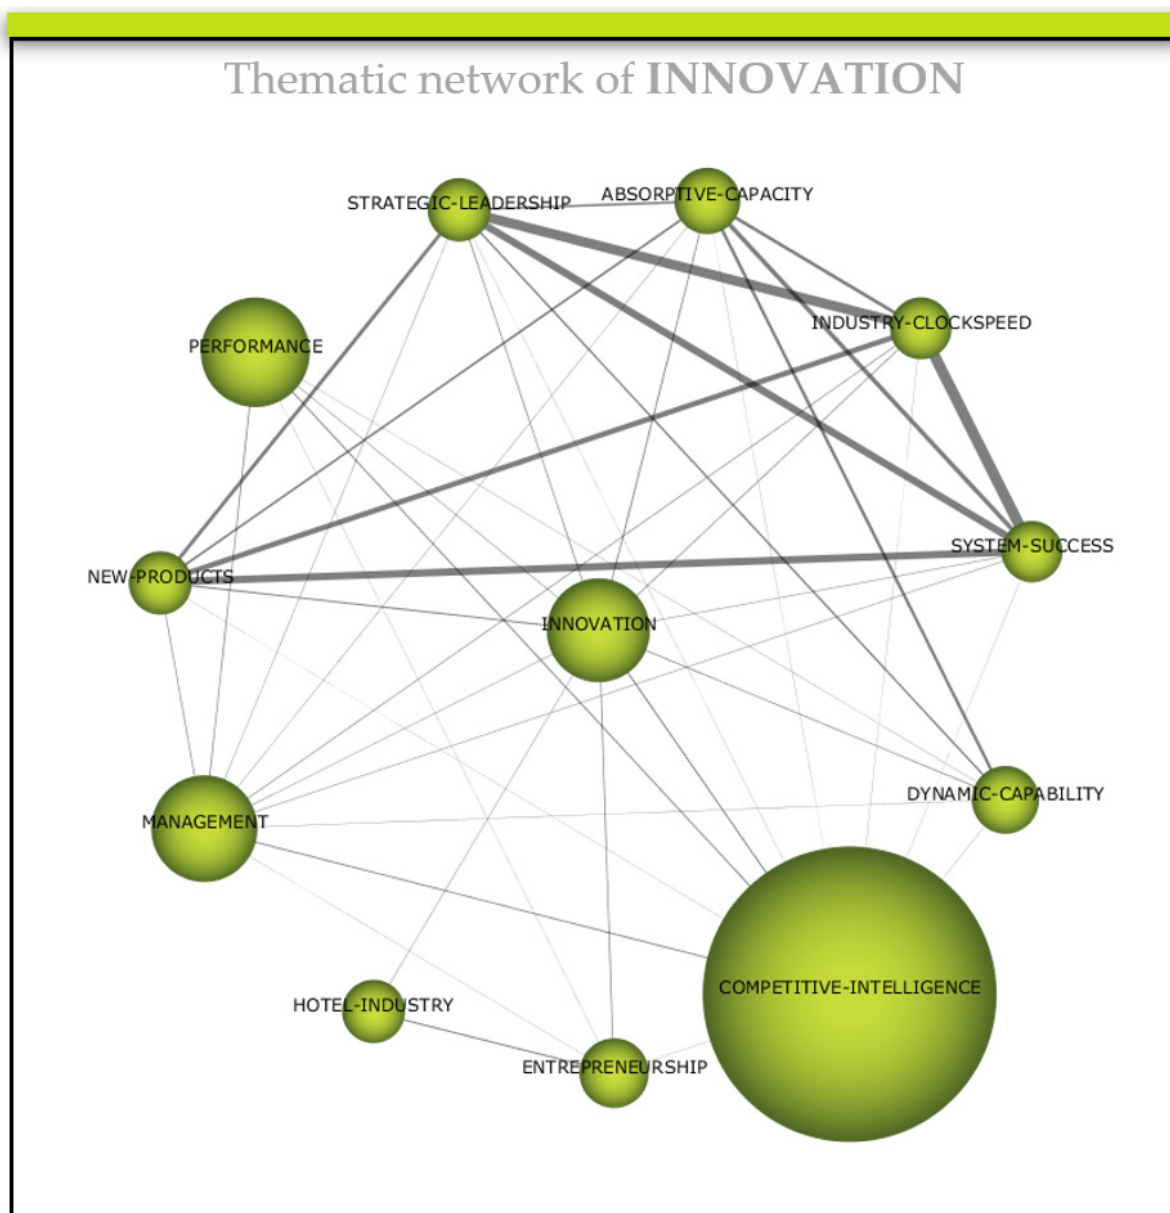 Thematic network of INNOVATION
STRATEGIC-LEADERSHIP
ABSORPTIVE-CAPACITY
INDUSTRY-CLOCKSPEED
PERFORMANCE
SYSTEM-SUCCESS
NEW-PRODUCTS
INNOVATION
DYNAMIC-CAPABILITY
MANAGEMENT
COMPETITIVE-INTELLIGENCE
HOTEL-INDUSTRY
ENTREPRENEURSHIP